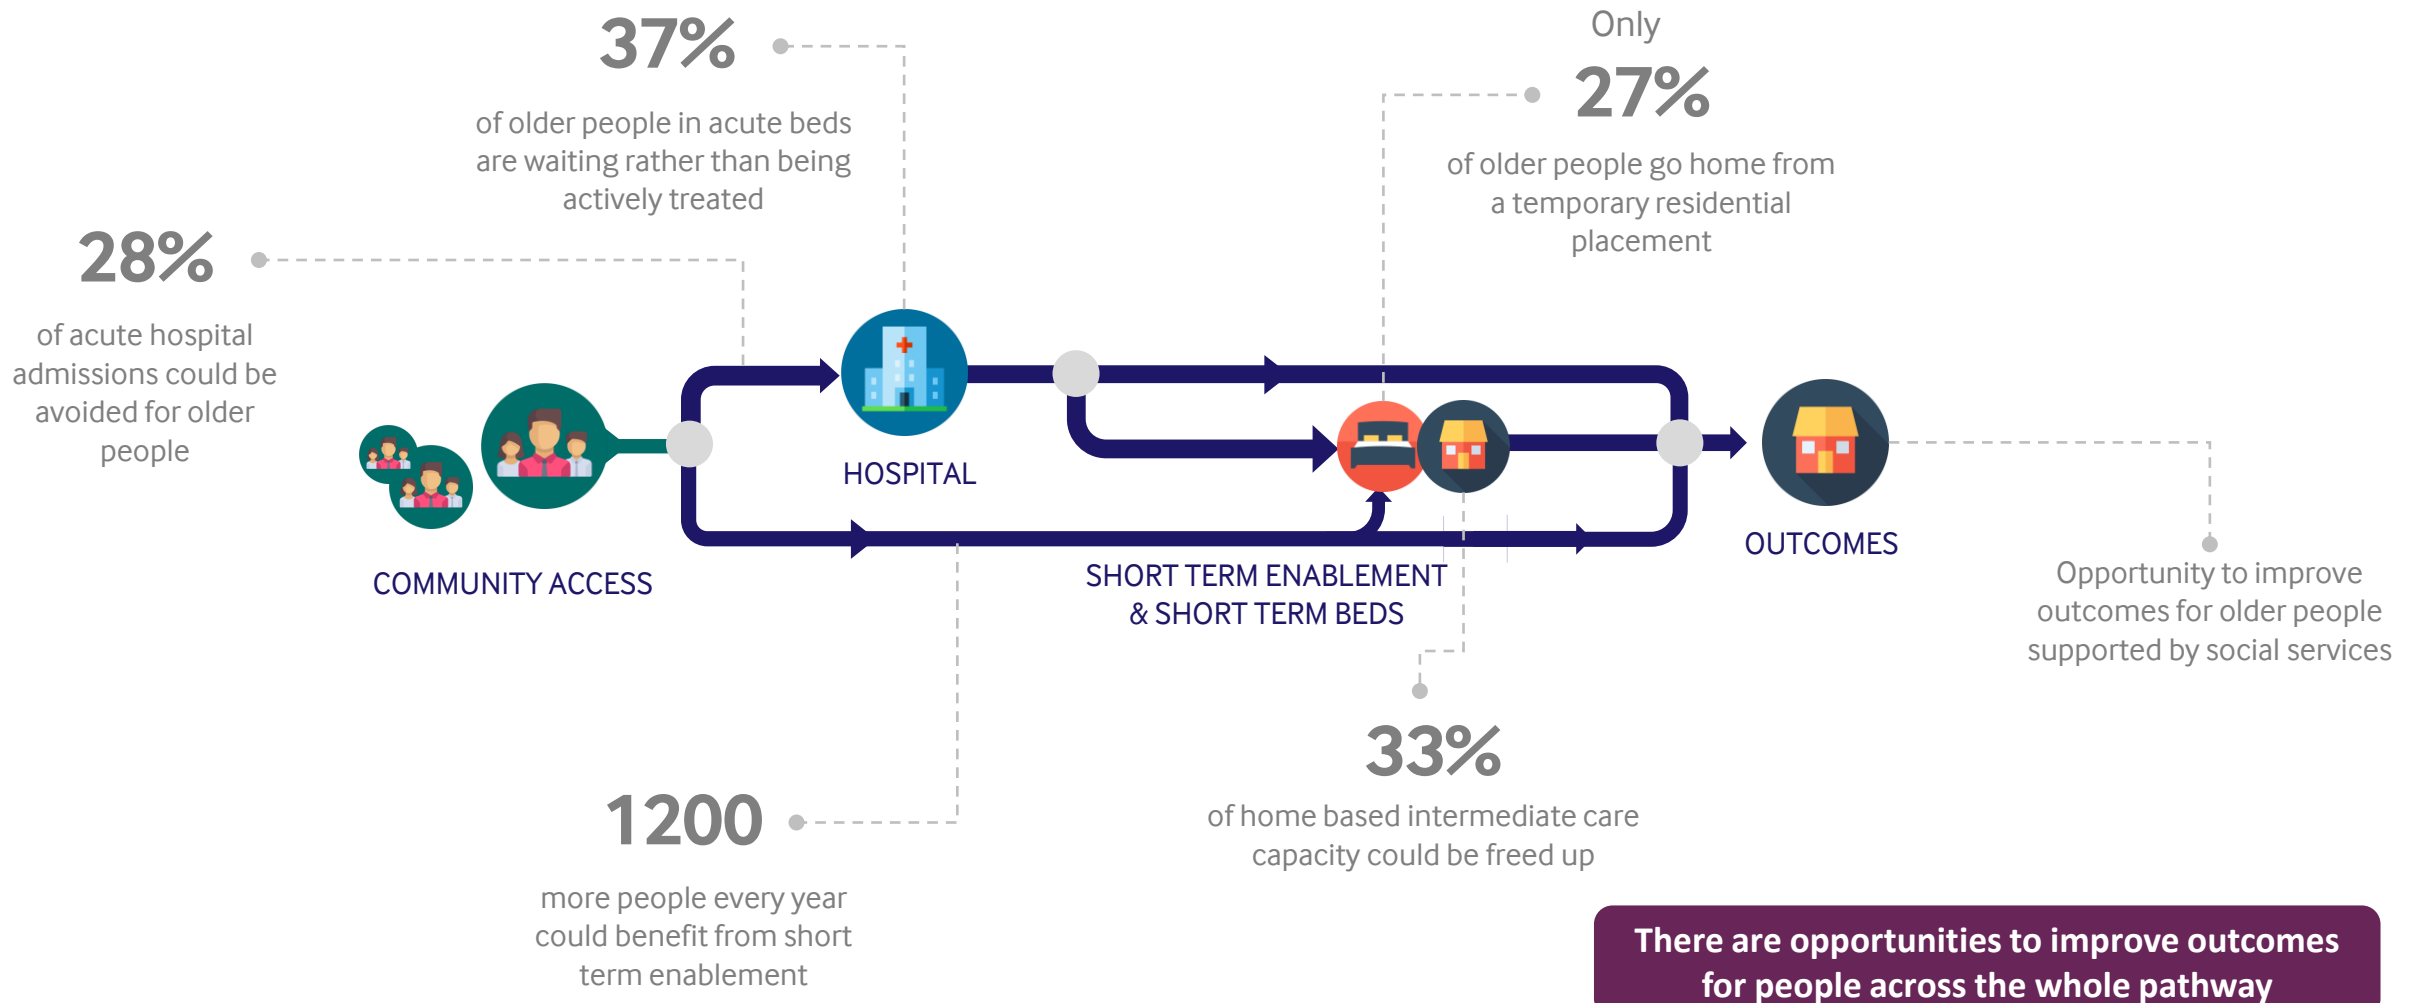 37%
of older people in acute beds
are waiting rather than being
actively treated
Only
27%
of older people go home from
a temporary residential
placement
28%
of acute hospital
admissions could be
avoided for older
people
HOSPITAL
COMMUNITY ACCESS
SHORT TERM ENABLEMENT
& SHORT TERM BEDS
OUTCOMES
Opportunity to improve
outcomes for older people
supported by social services
33%
of home based intermediate care
capacity could be freed up
1200
more people every year
could benefit from short
term enablement
There are opportunities to improve outcomes
for people across the whole pathway